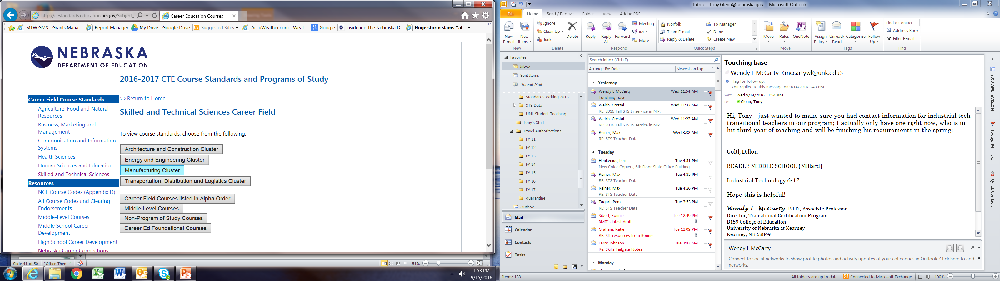 http://cestandards.education.ne.gov/Subject_
Career Education Courses
MTW GMS - Grants Mana...
Report Manager
My Drive - Google Drive
Suggested Sites
AccuWeather.com - Weat...
Google
insidende The Nebraska D...
Huge storm slams Tai...
NEBRASKA
DEPARTMENT OF EDUCATION
2016-2017 CTE Course Standards and Programs of Study
Career Field Course Standards
Agriculture, Food and Natural
Resources
Business, Marketing and
Management
Communication and Information
Systems
Health Sciences
Human Sciences and Education
Skilled and Technical Sciences
Resources
NCE Course Codes (Appendix D)
All Course Codes and Clearing
Endorsements
Middle-Level Courses
Middle School Career
Development
High School Career Development
Nebraska Career Connections
>>Return to Home
Skilled and Technical Sciences Career Field
To view course standards, choose from the following:
Architecture and Construction Cluster
Energy and Engineering Cluster
Manufacturing Cluster
Transportation, Distribution and Logistics Cluster
Career Field Courses listed in Alpha Order
Middle-Level Courses
Non-Program of Study Courses
Career Ed Foundational Courses
Slide 41 of 50
"Office Theme"
51%
1:53 PM
9/15/2016
Inbox - Tony.Glenn@nebraska.gov - Microsoft Outlook
File
Home
Send / Receive
Folder
View
Adobe PDF
New
E-mail
New
Items
New
Ignore
Clean Up
Junk
Delete
Delete
Reply
Reply
All
Forward
Meeting
IM
More
Respond
Norfolk
Team E-mail
Reply & Delete
To Manager
Done
Create New
Quick Steps
Move
Rules
OneNote
Move
Assign
Policy
Unread/
Read
Categorize
Follow
Up
Tags
Find a Contact
Address Book
Filter E-mail
Find
Favorites
Inbox
Sent Items
Unread Mail
Standards Writing 2013
STS Data
UNL Student Teaching
Tony's Stuff
Travel Authorizations
FY 11
FY 12
FY 13
FY 14
FY 15
FY 16
FY 17
quarantine
Outbox
Mail
Calendar
Contacts
Tasks
Items: 133
Search Inbox (Ctrl+E)
Arrange By: Date
Newest on top
Yesterday
Wendy L McCarty Wed 11:54 AM
Touching base
Welch, Crystal Wed 11:33 AM
RE: 2016 Fall STS In-service in N.P.
Welch, Crystal Wed 11:22 AM
RE: 2016 Fall STS In-service in N.P.
Reiner, Max Wed 8:32 AM
RE: STS Teacher Data
Tuesday
Henkenius, Lori Tue 4:51 PM
New Color Copiers, 6th Floor State Office Building
Reiner, Max Tue 4:35 PM
RE: STS Teacher Data
Reiner, Max Tue 4:26 PM
RE: STS Teacher Data
Tagart, Pam Tue 3:53 PM
RE: STS Teacher Data
Sibert, Bonnie Tue 12:49 PM
BMIT's latest draft
Graham, Katie Tue 12:09 PM
RE: SIT resources from Bonnie
Larry Johnson Tue 8:02 AM
Re: Skills Tailgate Notes
Monday
Touching base
Wendy L McCarty <mccartywl@unk.edu>
Flag for follow up.
You replied to this message on 9/14/2016 3:43 PM.
Sent: Wed 9/14/2016 11:54 AM
To: Glenn, Tony
Hi, Tony - just wanted to make sure you had contact information for industrial tech
transitional teachers in our program; I actually only have one right now, who is in
his third year of teaching and will be finishing his requirements in the spring:
Goltl, Dillon -
BEADLE MIDDLE SCHOOL (Millard)
Industrial Technology 6-12
Hope this is helpful!
Wendy L. McCarty, Ed.D., Associate Professor
Director, Transitional Certification Program
B159 College of Education
University of Nebraska at Kearney
Kearney, NE 68849
Wendy L McCarty
Connect to social networks to show profile photos and activity updates of your colleagues in Outlook. Click here to add
networks.
8:00 AM: reVISION
Today: 94 Tasks
Quick Contacts
All folders are up to date.
Connected to Microsoft Exchange
100%